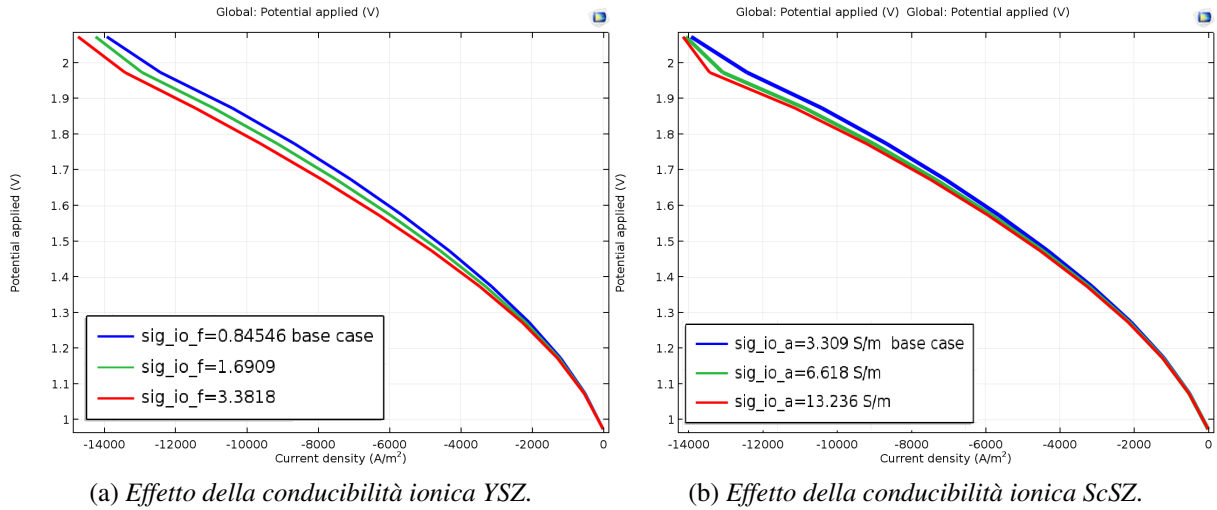 Global: Potential applied (V)
Potential applied (V)
2
1.9
1.8
1.7
1.6
1.5
1.4
1.3
1.2
1.1
1
sig_io_f=0.84546 base case
sig_io_f=1.6909
sig_io_f=3.3818
-14000 -12000 -10000 -8000 -6000 -4000 -2000 0
Current density (A/m²)
(a) Effetto della conducibilità ionica YSZ.
Global: Potential applied (V) Global: Potential applied (V)
Potential applied (V)
2
1.9
1.8
1.7
1.6
1.5
1.4
1.3
1.2
1.1
1
sig_io_a=3.309 S/m base case
sig_io_a=6.618 S/m
sig_io_a=13.236 S/m
-14000 -12000 -10000 -8000 -6000 -4000 -2000 0
Current density (A/m²)
(b) Effetto della conducibilità ionica ScSZ.